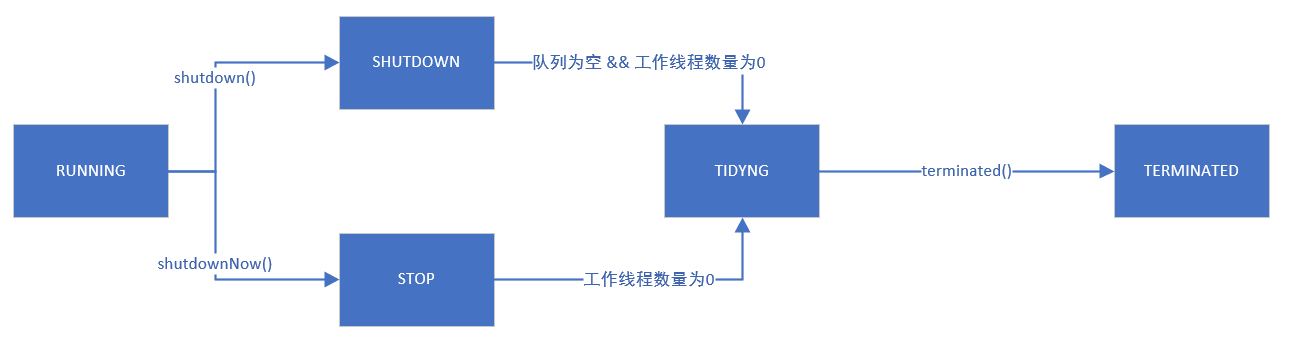 SHUTDOWN
队列为空 && 工作线程数量为0
shutdown()
RUNNING
TIDYNG
terminated()
TERMINATED
shutdownNow()
STOP
工作线程数量为0